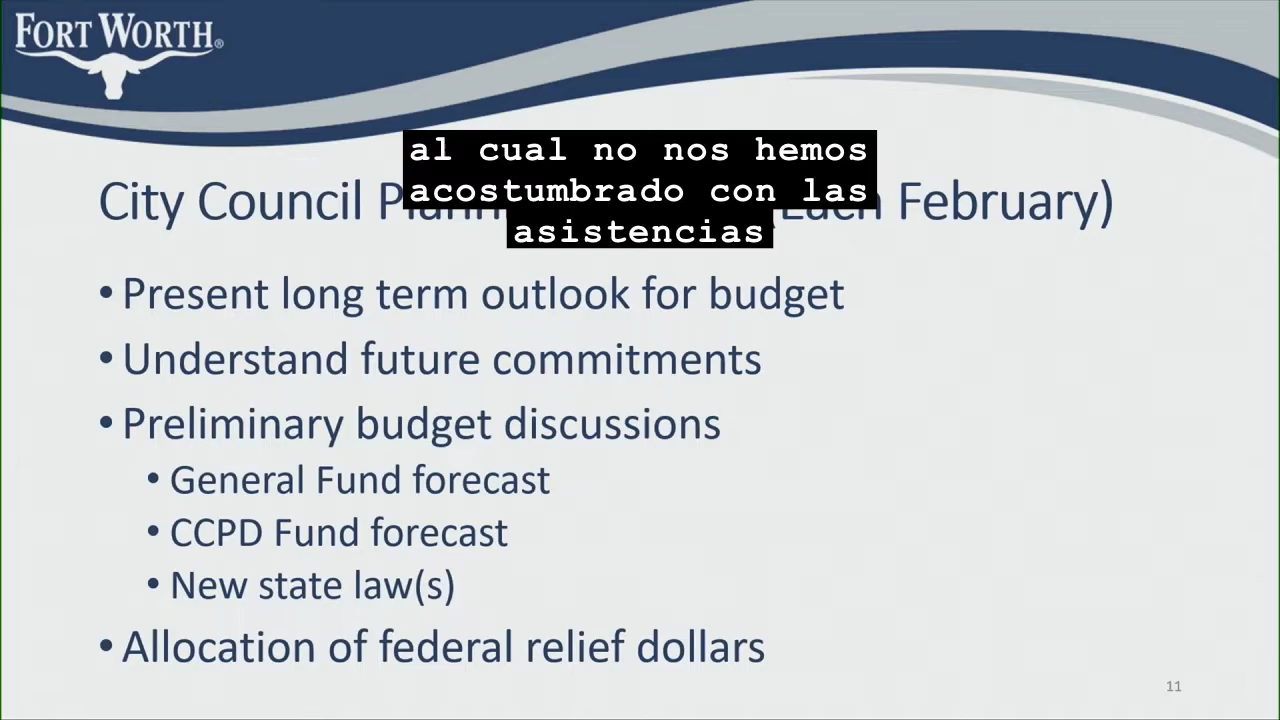 FORT WORTH®
al cual no nos hemos
acostumbrado con las
asistencias
City Council February)
• Present long term outlook for budget
• Understand future commitments
• Preliminary budget discussions
• General Fund forecast
• CCPD Fund forecast
• New state law(s)
• Allocation of federal relief dollars
11